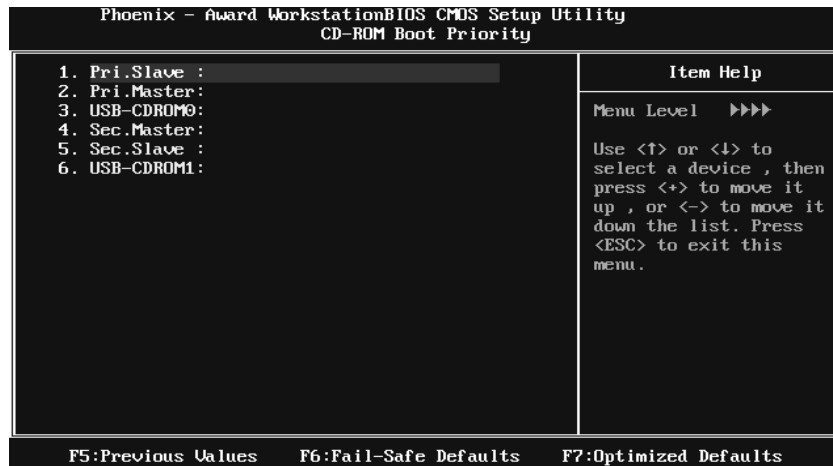 Phoenix - Award WorkstationBIOS CMOS Setup Utility
CD-ROM Boot Priority
1. Pri.Slave :
2. Pri.Master:
3. USB-CDROM0:
4. Sec.Master:
5. Sec.Slave :
6. USB-CDROM1:
Item Help
Menu Level ▶▶▶▶
Use <↑> or <↓> to
select a device , then
press <+> to move it
up , or <-> to move it
down the list. Press
<ESC> to exit this
menu.
F5:Previous Values F6:Fail-Safe Defaults F7:Optimized Defaults